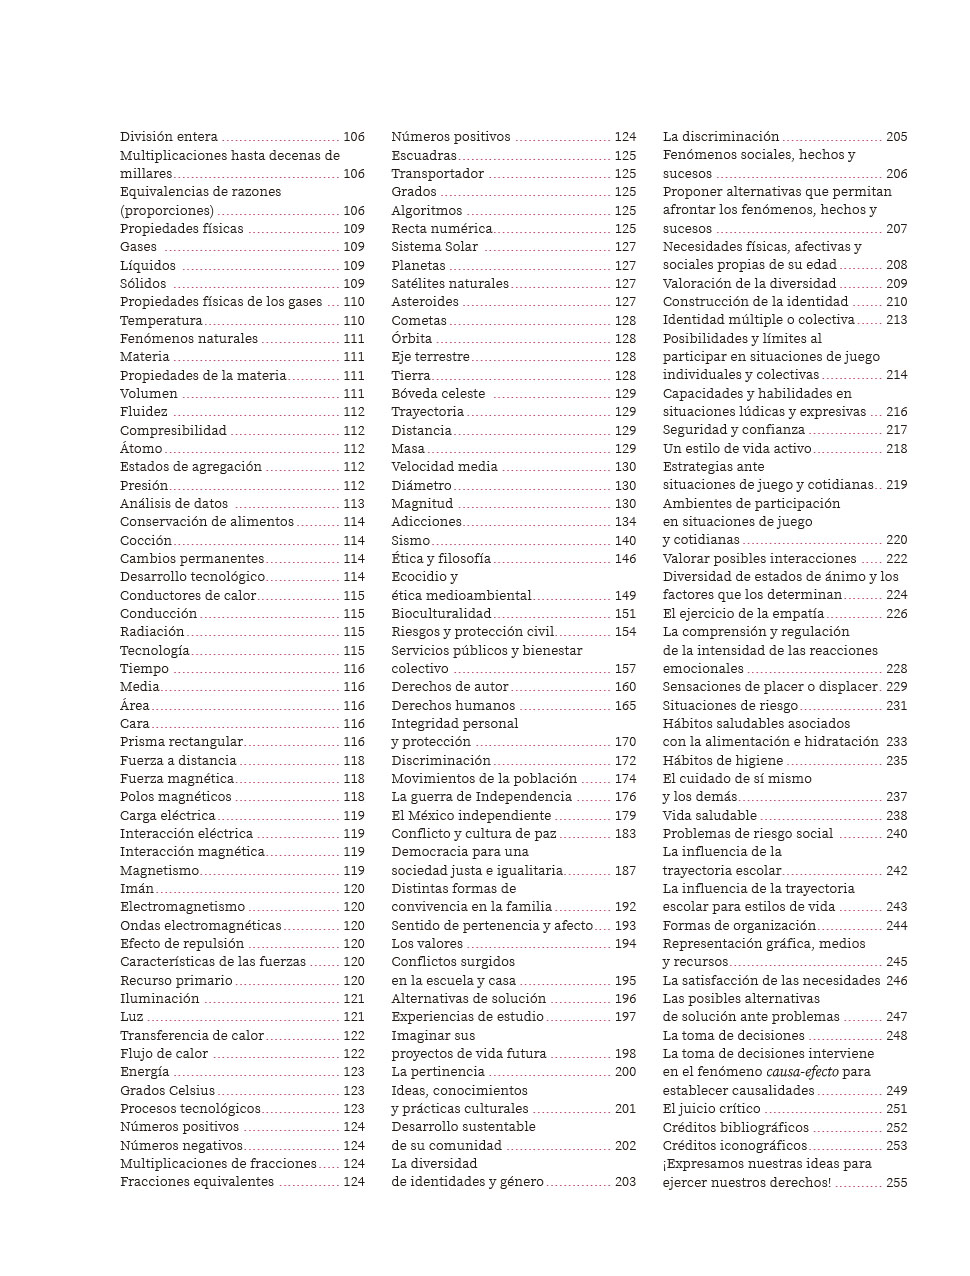 División entera 106
Multiplicaciones hasta decenas de
millares 106
Equivalencias de razones
(proporciones) 106
Propiedades físicas 109
Gases 109
Líquidos 109
Sólidos 109
Propiedades físicas de los gases 110
Temperatura 110
Fenómenos naturales 111
Materia 111
Propiedades de la materia 111
Volumen 111
Fluidez 112
Compresibilidad 112
Átomo 112
Estados de agregación 112
Presión 112
Análisis de datos 113
Conservación de alimentos 114
Cocción 114
Cambios permanentes 114
Desarrollo tecnológico 114
Conductores de calor 115
Conducción 115
Radiación 115
Tecnología 115
Tiempo 116
Media 116
Área 116
Cara 116
Prisma rectangular 116
Fuerza a distancia 118
Fuerza magnética 118
Polos magnéticos 118
Carga eléctrica 119
Interacción eléctrica 119
Interacción magnética 119
Magnetismo 119
Imán 120
Electromagnetismo 120
Ondas electromagnéticas 120
Efecto de repulsión 120
Características de las fuerzas 120
Recurso primario 120
Iluminación 121
Luz 121
Transferencia de calor 122
Flujo de calor 122
Energía 123
Grados Celsius 123
Procesos tecnológicos 123
Números positivos 124
Números negativos 124
Multiplicaciones de fracciones 124
Fracciones equivalentes 124
Números positivos 124
Escuadras 125
Transportador 125
Grados 125
Algoritmos 125
Recta numérica 125
Sistema Solar 127
Planetas 127
Satélites naturales 127
Asteroides 127
Cometas 128
Órbita 128
Eje terrestre 128
Tierra 128
Bóveda celeste 129
Trayectoria 129
Distancia 129
Masa 129
Velocidad media 130
Diámetro 130
Magnitud 130
Adicciones 134
Sismo 140
Ética y filosofía 146
Ecocidio y
ética medioambiental 149
Bioculturalidad 151
Riesgos y protección civil 154
Servicios públicos y bienestar
colectivo 157
Derechos de autor 160
Derechos humanos 165
Integridad personal
y protección 170
Discriminación 172
Movimientos de la población 174
La guerra de Independencia 176
El México independiente 179
Conflicto y cultura de paz 183
Democracia para una
sociedad justa e igualitaria 187
Distintas formas de
convivencia en la familia 192
Sentido de pertenencia y afecto 193
Los valores 194
Conflictos surgidos
en la escuela y casa 195
Alternativas de solución 196
Experiencias de estudio 197
Imaginar sus
proyectos de vida futura 198
La pertinencia 200
Ideas, conocimientos
y prácticas culturales 201
Desarrollo sustentable
de su comunidad 202
La diversidad
de identidades y género 203
La discriminación 205
Fenómenos sociales, hechos y
sucesos 206
Proponer alternativas que permitan
afrontar los fenómenos, hechos y
sucesos 207
Necesidades físicas, afectivas y
sociales propias de su edad 208
Valoración de la diversidad 209
Construcción de la identidad 210
Identidad múltiple o colectiva 213
Posibilidades y límites al
participar en situaciones de juego
individuales y colectivas 214
Capacidades y habilidades en
situaciones lúdicas y expresivas 216
Seguridad y confianza 217
Un estilo de vida activo 218
Estrategias ante
situaciones de juego y cotidianas 219
Ambientes de participación
en situaciones de juego
y cotidianas 220
Valorar posibles interacciones 222
Diversidad de estados de ánimo y los
factores que los determinan 224
El ejercicio de la empatía 226
La comprensión y regulación
de la intensidad de las reacciones
emocionales 228
Sensaciones de placer o displacer 229
Situaciones de riesgo 231
Hábitos saludables asociados
con la alimentación e hidratación 233
Hábitos de higiene 235
El cuidado de sí mismo
y los demás 237
Vida saludable 238
Problemas de riesgo social 240
La influencia de la
trayectoria escolar 242
La influencia de la trayectoria
escolar para estilos de vida 243
Formas de organización 244
Representación gráfica, medios
y recursos 245
La satisfacción de las necesidades 246
Las posibles alternativas
de solución ante problemas 247
La toma de decisiones 248
La toma de decisiones interviene
en el fenómeno causa-efecto para
establecer causalidades 249
El juicio crítico 251
Créditos bibliográficos 252
Créditos iconográficos 253
¡Expresamos nuestras ideas para
ejercer nuestros derechos! 255